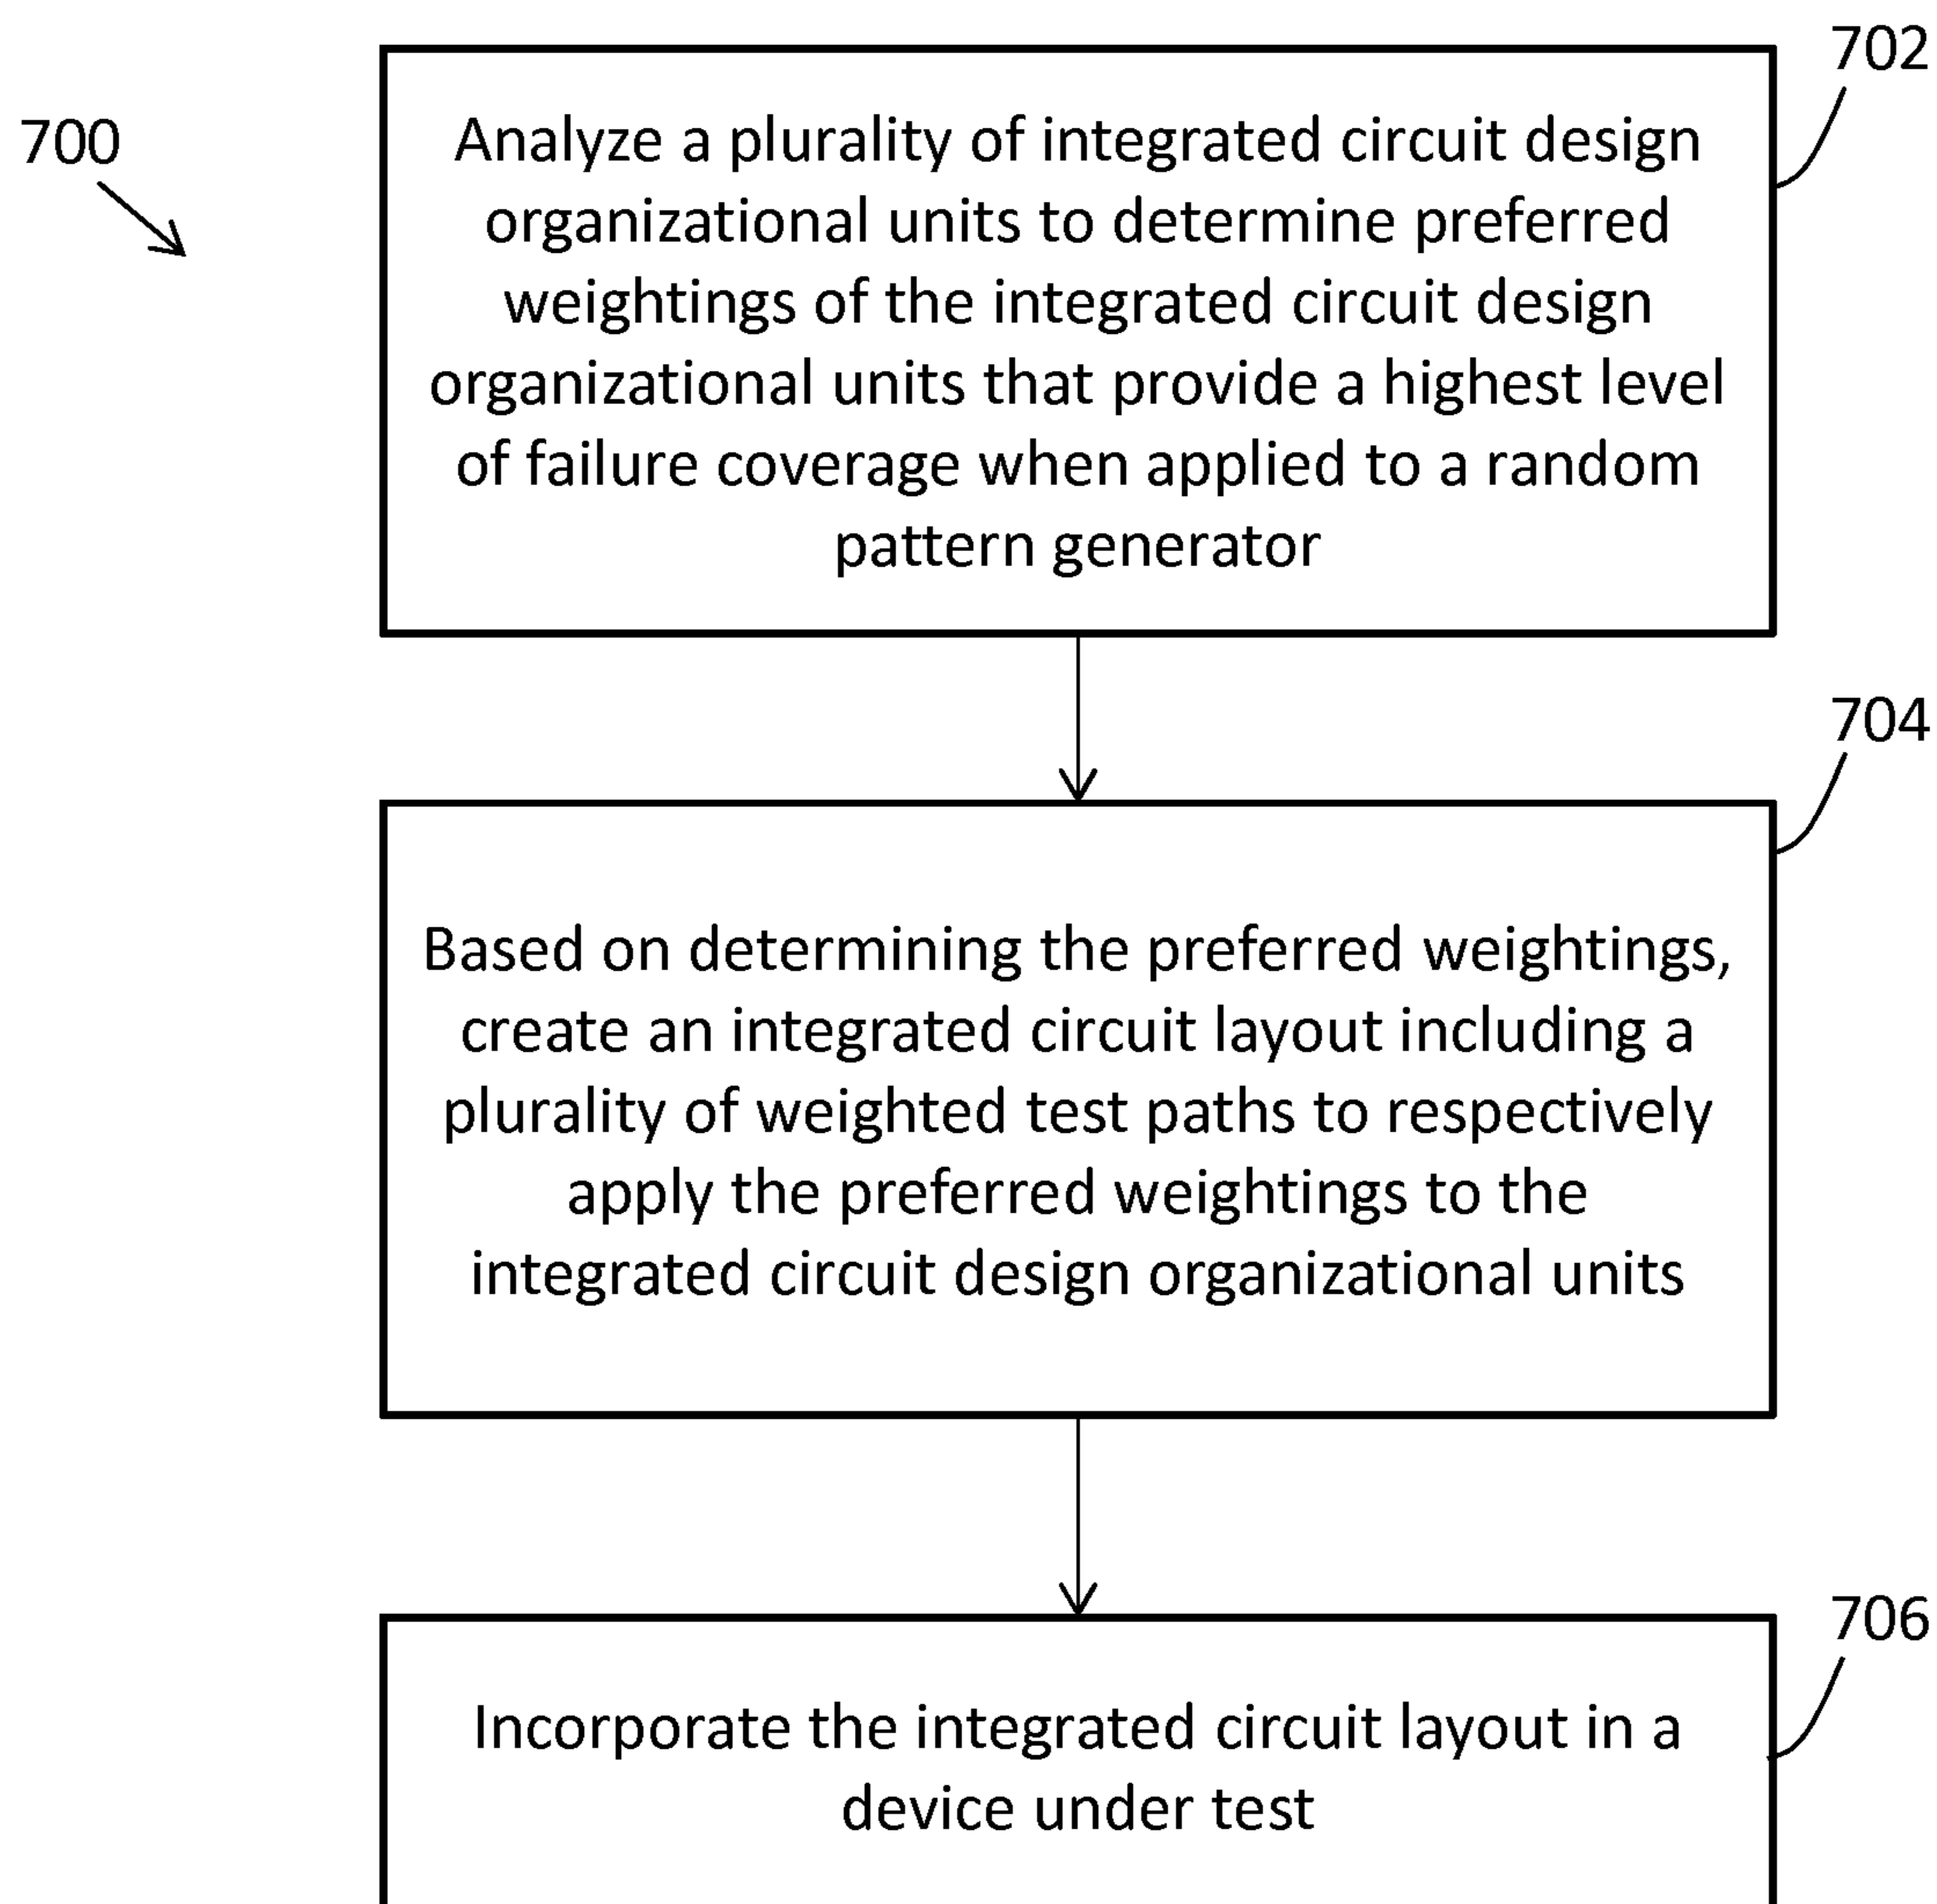 702
700
Analyze a plurality of integrated circuit design
organizational units to determine preferred
weightings of the integrated circuit design
organizational units that provide a highest level
of failure coverage when applied to a random
pattern generator
704
Based on determining the preferred weightings,
create an integrated circuit layout including a
plurality of weighted test paths to respectively
apply the preferred weightings to the
integrated circuit design organizational units
706
Incorporate the integrated circuit layout in a
device under test